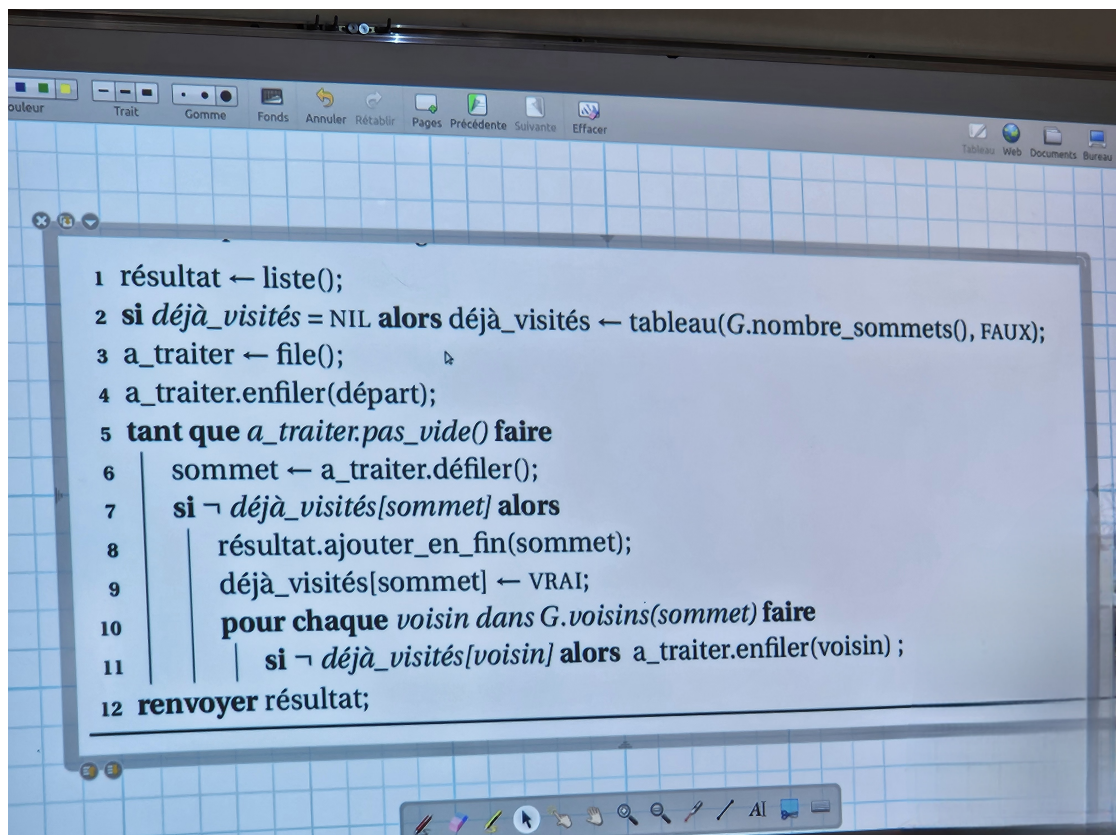 ouleur
Trait
Gomme
Fonds
Annuler
Rétablir
Pages
Précédente
Suivante
Effacer
Tableau
Web
Documents
Bureau
1 résultat ← liste();
2 si déjà_visités = NIL alors déjà_visités ← tableau(G.nombre_sommets(), FAUX);
3 a_traiter ← file();
4 a_traiter.enfiler(départ);
5 tant que a_traiter.pas_vide() faire
6 sommet ← a_traiter.défiler();
7 si ¬ déjà_visités[sommet] alors
8 résultat.ajouter_en_fin(sommet);
9 déjà_visités[sommet] ← VRAI;
10 pour chaque voisin dans G.voisins(sommet) faire
11 si ¬ déjà_visités[voisin] alors a_traiter.enfiler(voisin) ;
12 renvoyer résultat;
AI